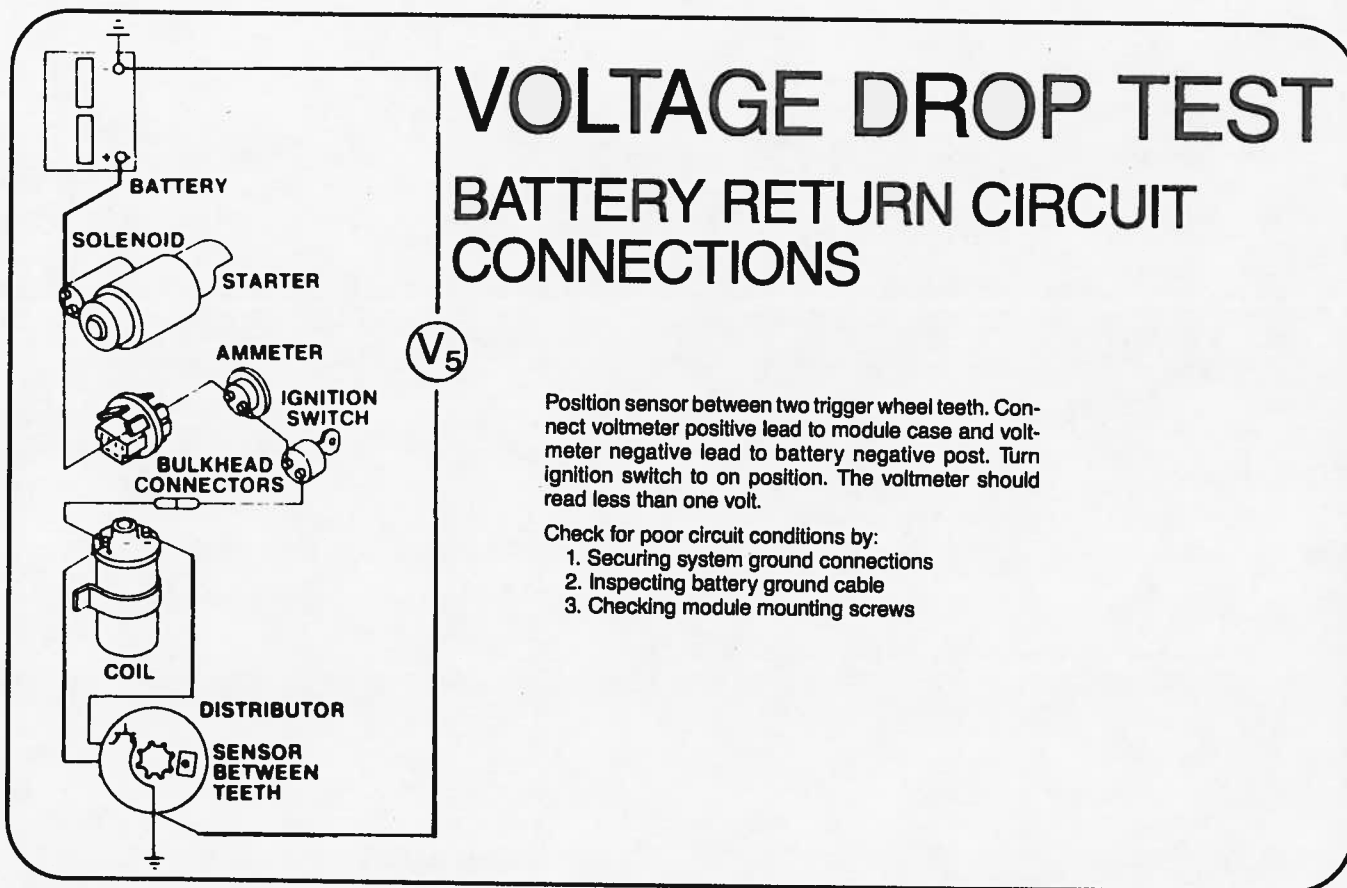 VOLTAGE DROP TEST
BATTERY RETURN CIRCUIT
CONNECTIONS
- 
+
BATTERY
SOLENOID
STARTER
AMMETER
IGNITION
SWITCH
BULKHEAD
CONNECTORS
COIL
DISTRIBUTOR
SENSOR
BETWEEN
TEETH
V5
Position sensor between two trigger wheel teeth. Con-
nect voltmeter positive lead to module case and volt-
meter negative lead to battery negative post. Turn
ignition switch to on position. The voltmeter should
read less than one volt.
Check for poor circuit conditions by:
1. Securing system ground connections
2. Inspecting battery ground cable
3. Checking module mounting screws